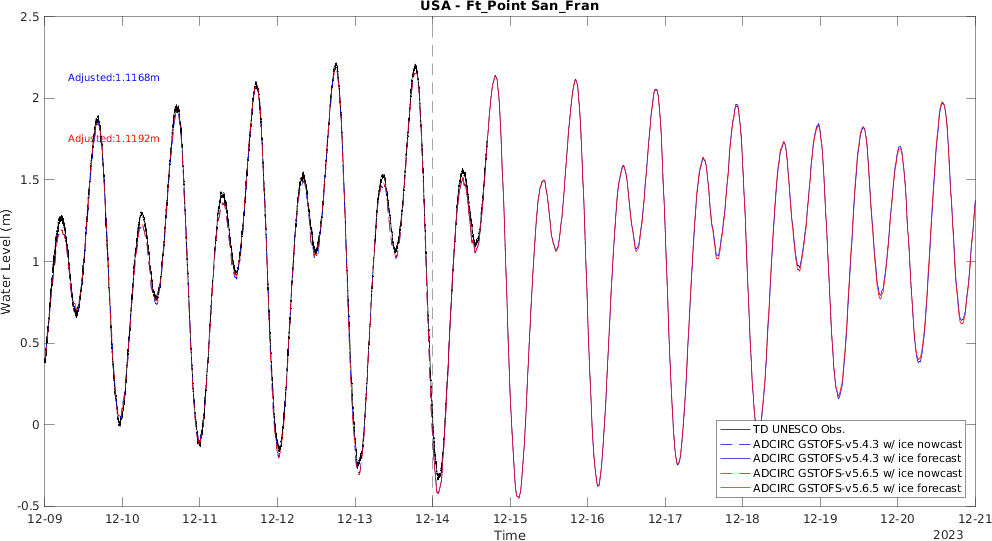 USA - Ft_Point San_Fran
Water Level (m)
2.5
2
1.5
1
0.5
0
-0.5
Adjusted:1.1168m
Adjusted:1.1192m
TD UNESCO Obs.
ADCIRC GSTOFS-v5.4.3 w/ ice nowcast
ADCIRC GSTOFS-v5.4.3 w/ ice forecast
ADCIRC GSTOFS-v5.6.5 w/ ice nowcast
ADCIRC GSTOFS-v5.6.5 w/ ice forecast
12-09 12-10 12-11 12-12 12-13 12-14 12-15 12-16 12-17 12-18 12-19 12-20 12-21
Time
2023